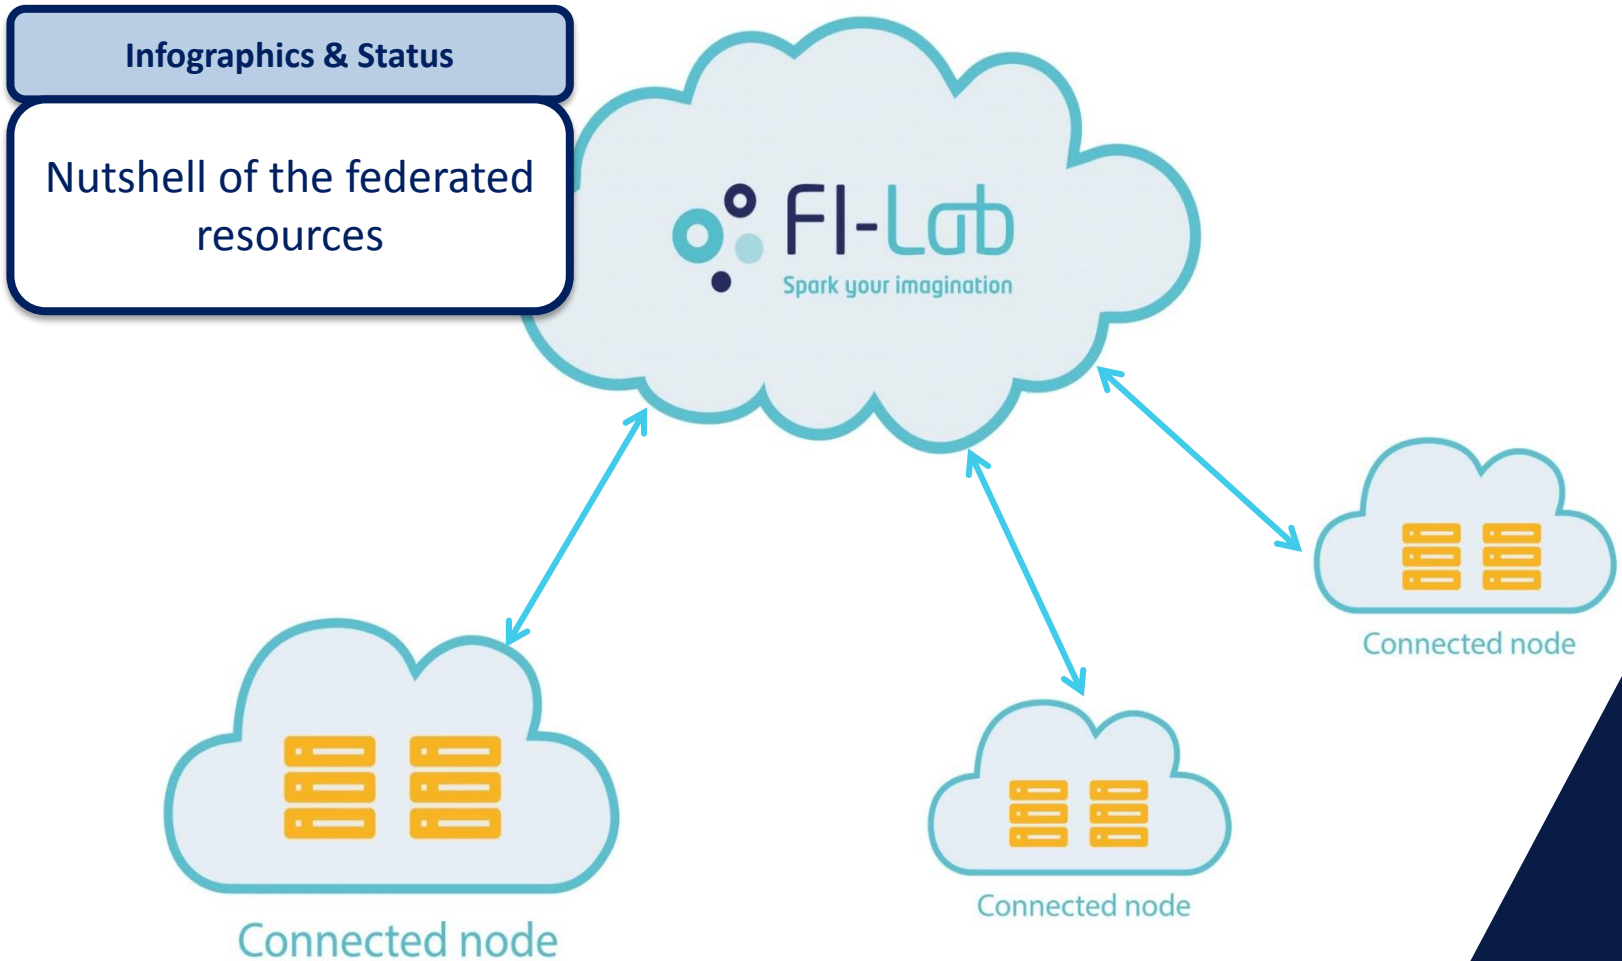 Infographics & Status
Nutshell of the federated
resources
FI-Lab
Spark your imagination
Connected node
Connected node
Connected node